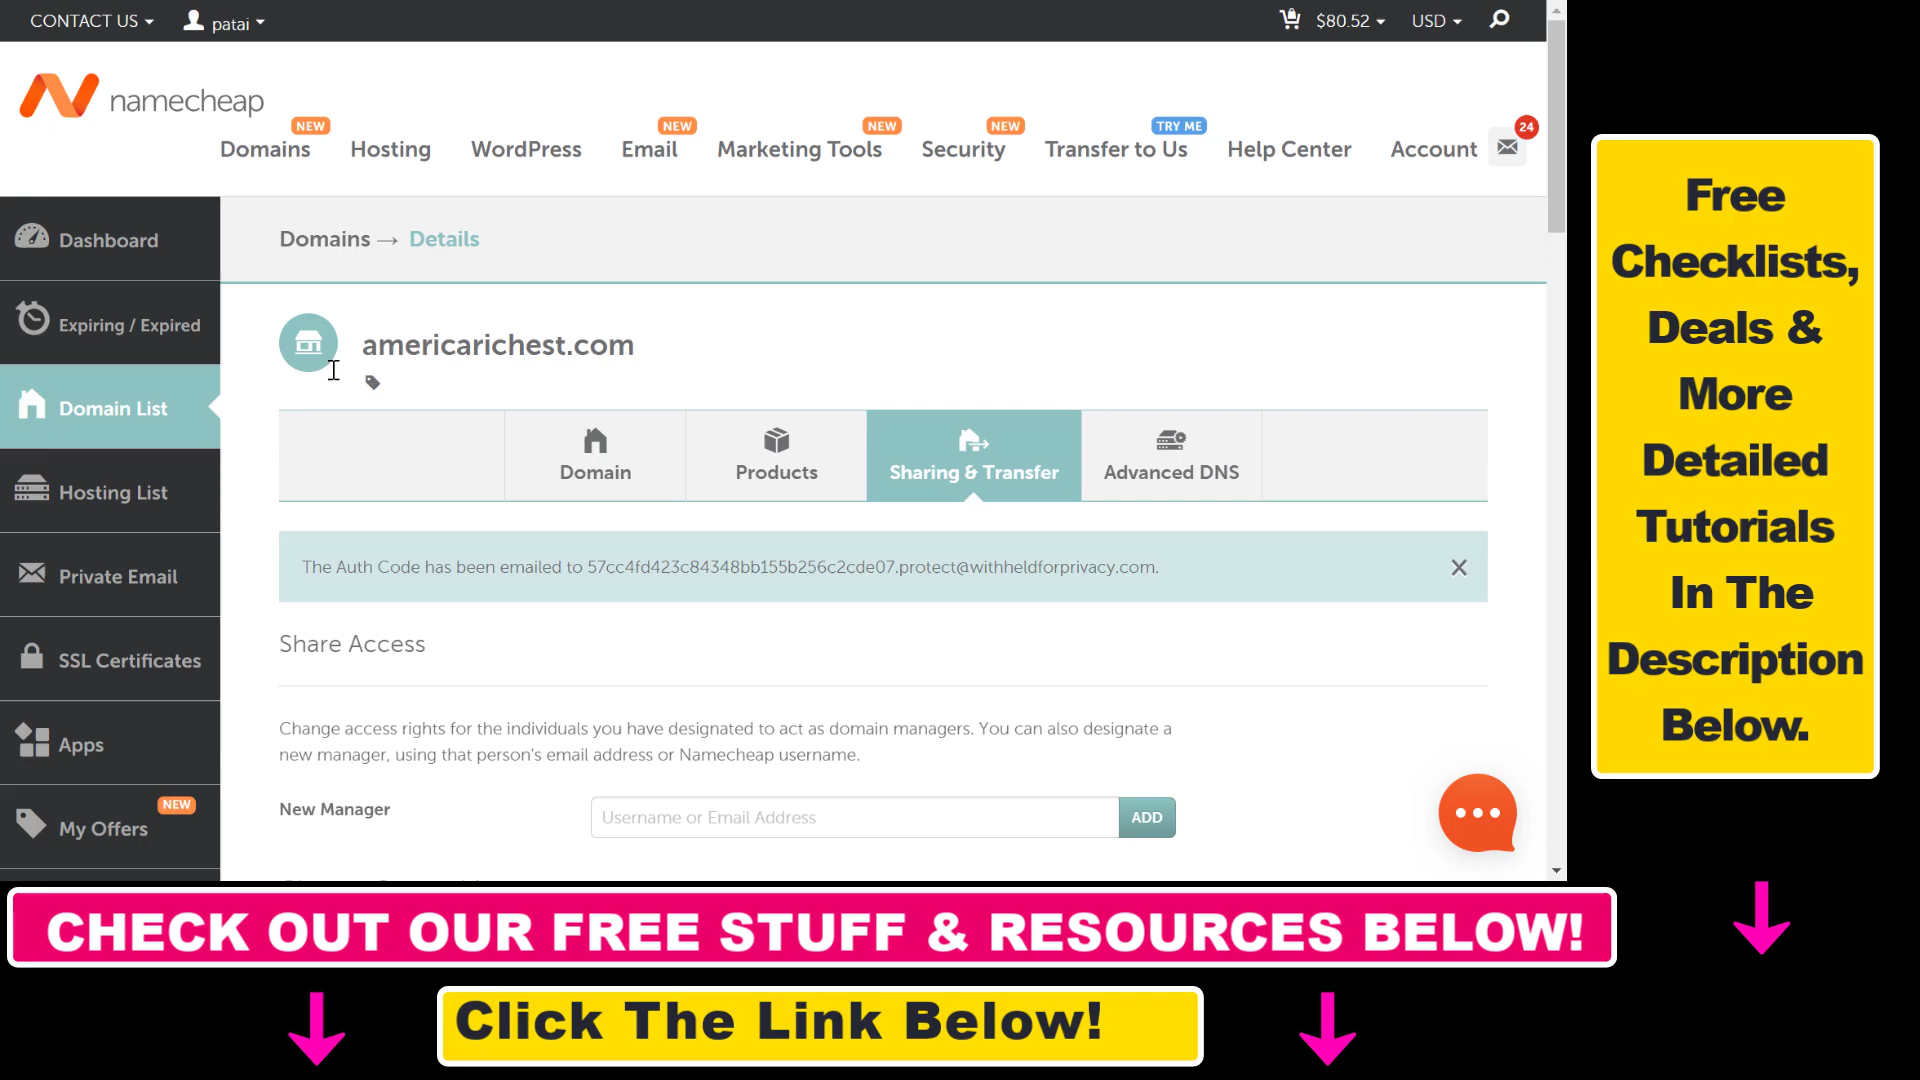 CONTACT US
patai
$80.52
USD
namecheap
NEW
NEW
NEW
NEW
TRY ME
24
Domains
Hosting
WordPress
Email
Marketing Tools
Security
Transfer to Us
Help Center
Account
Dashboard
Expiring / Expired
Domain List
Hosting List
Private Email
SSL Certificates
Apps
NEW
My Offers
Domains → Details
americarichest.com
Domain
Products
Sharing & Transfer
Advanced DNS
The Auth Code has been emailed to 57cc4fd423c84348bb155b256c2cde07.protect@withheldforprivacy.com.
Share Access
Change access rights for the individuals you have designated to act as domain managers. You can also designate a
new manager, using that person's email address or Namecheap username.
New Manager
Username or Email Address
ADD
Free
Checklists,
Deals &
More
Detailed
Tutorials
In The
Description
Below.
CHECK OUT OUR FREE STUFF & RESOURCES BELOW!
Click The Link Below!